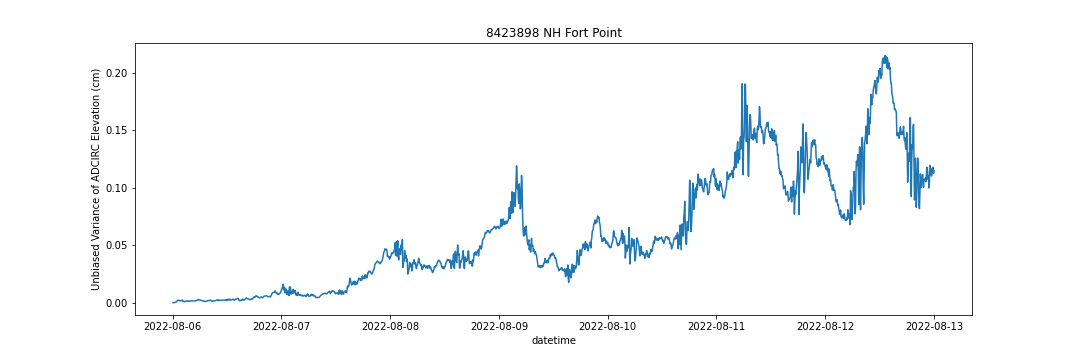 8423898 NH Fort Point
Unbiased Variance of ADCIRC Elevation (cm)
0.20
0.15
0.10
0.05
0.00
2022-08-06 2022-08-07 2022-08-08 2022-08-09 2022-08-10 2022-08-11 2022-08-12 2022-08-13
datetime